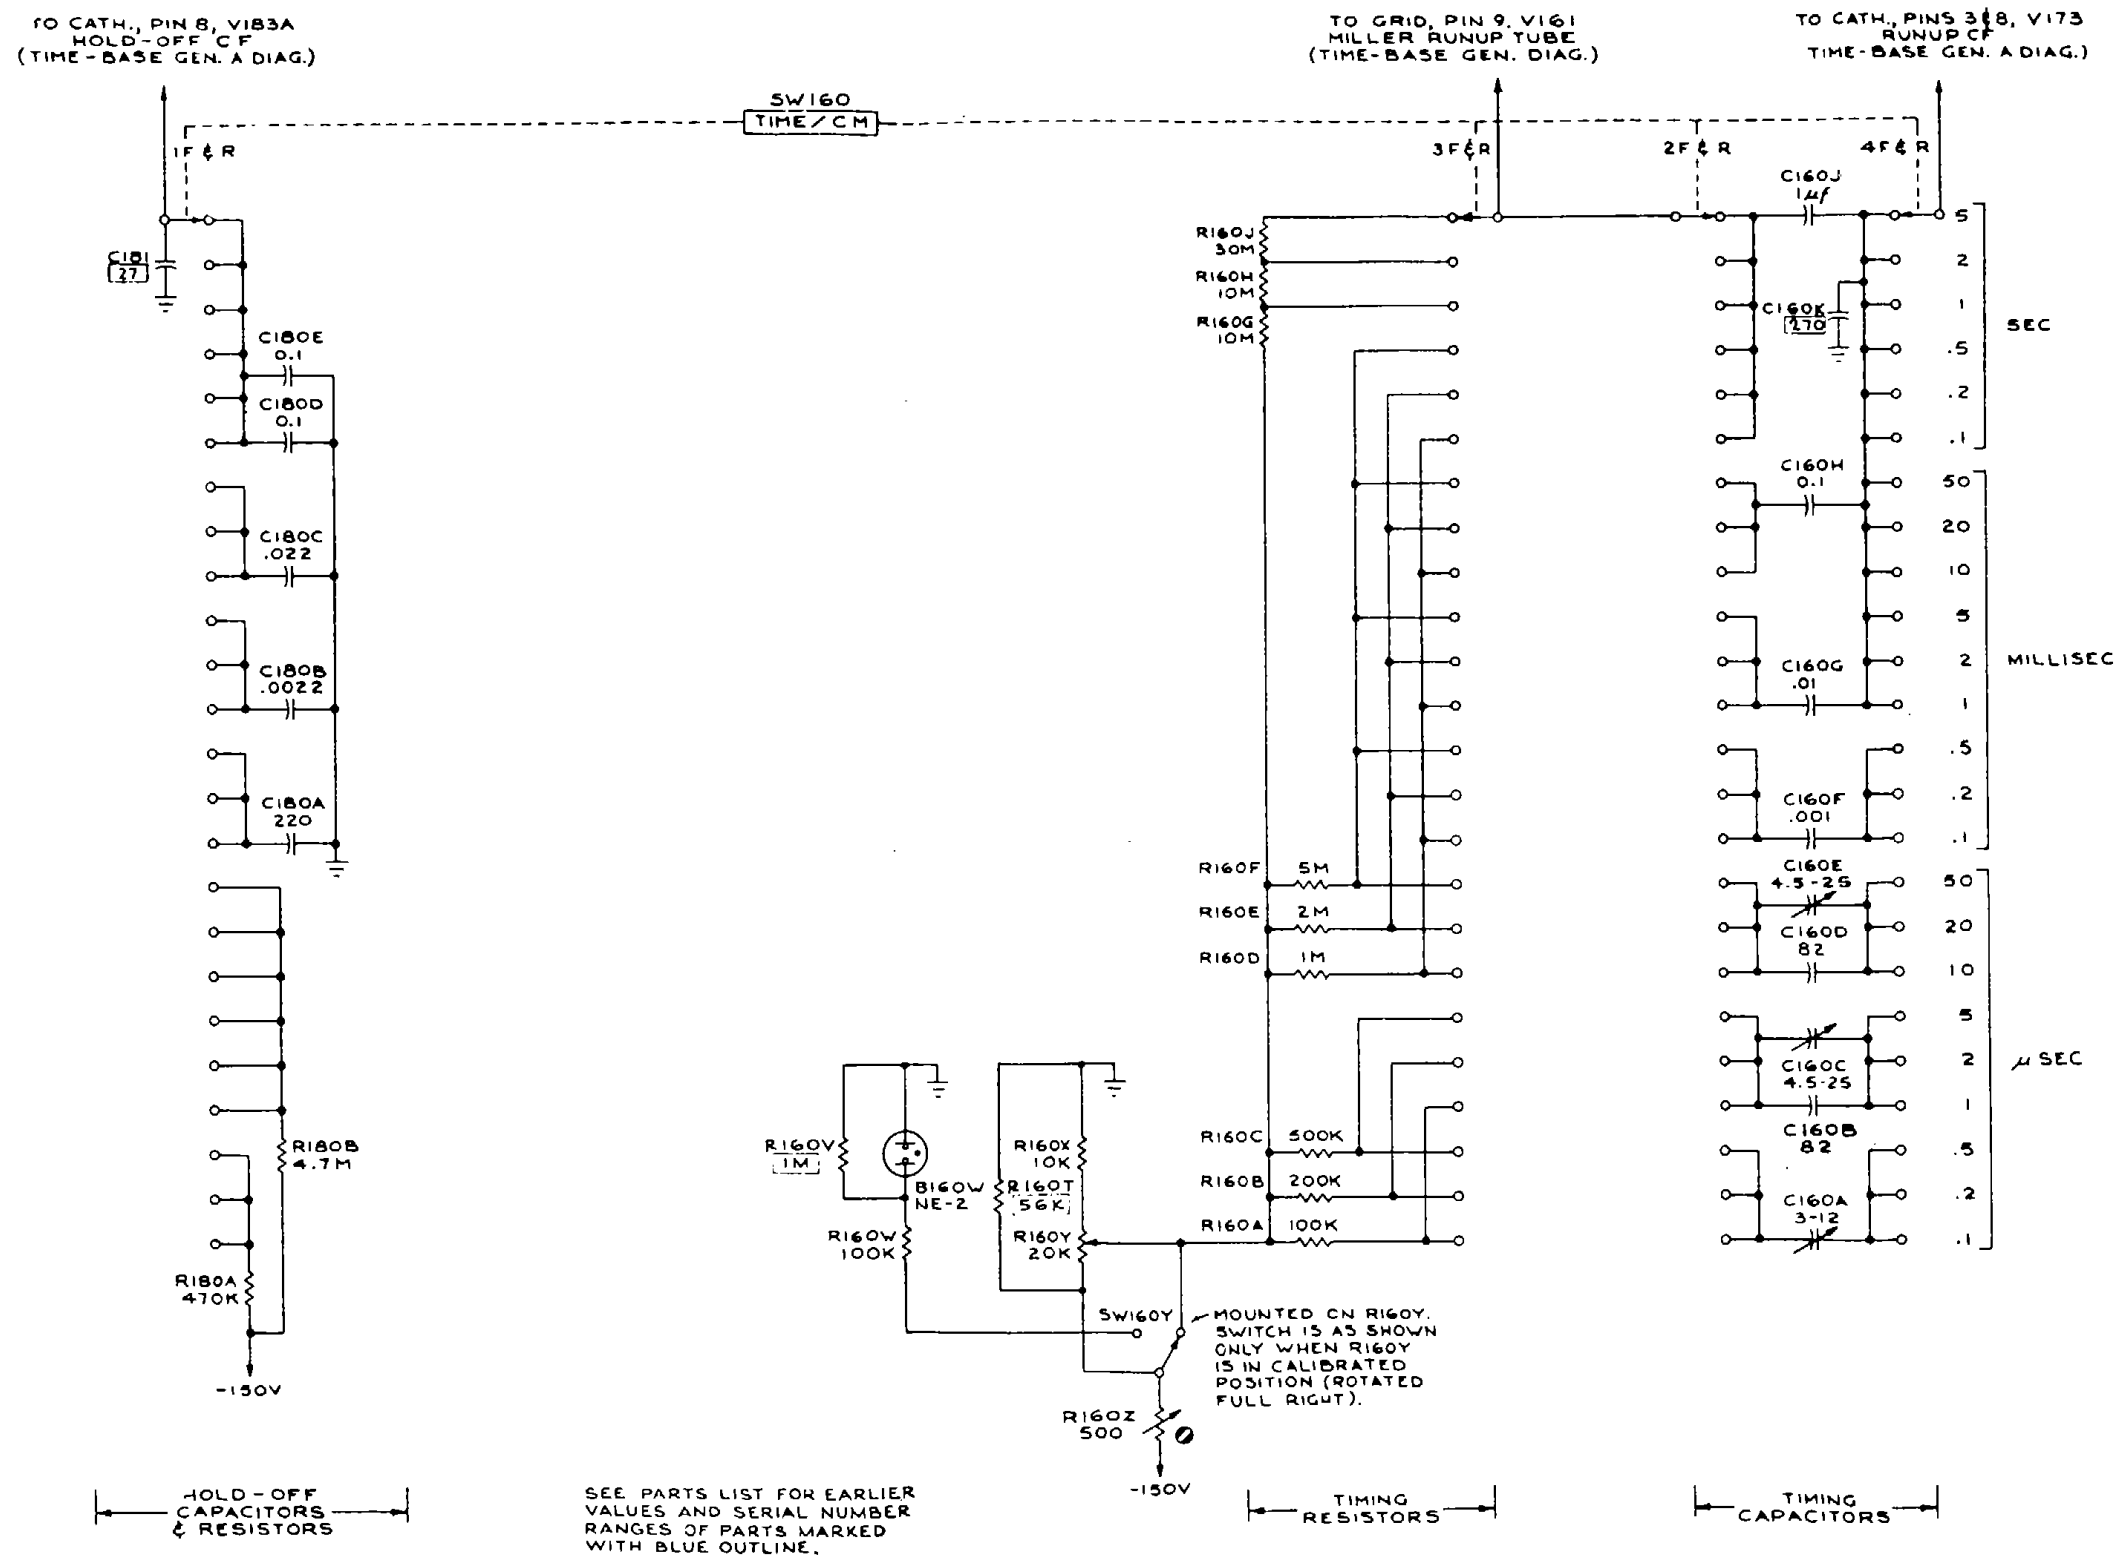 TO CATH., PIN 8, V183A
HOLD-OFF CF
(TIME-BASE GEN. A DIAG.)
TO GRID, PIN 9, V161
MILLER RUNUP TUBE
(TIME-BASE GEN. DIAG.)
TO CATH., PINS 3&8, V173
RUNUP CF
TIME-BASE GEN. A DIAG.)
SW160
TIME/CM
1F & R
3F & R
2F & R
4F & R
C181
27
C180E
0.1
C180D
0.1
C180C
.022
C180B
.0022
C180A
220
R180B
4.7M
R180A
470K
-150V
R160J
30M
R160H
10M
R160G
10M
R160F 5M
R160E 2M
R160D 1M
R160C 500K
R160B 200K
R160A 100K
R160V
1M
B160W
NE-2
R160W
100K
R160X
10K
R160T
56K
R160Y
20K
SW160Y
MOUNTED ON R160Y.
SWITCH IS AS SHOWN
ONLY WHEN R160Y
IS IN CALIBRATED
POSITION (ROTATED
FULL RIGHT).
R160Z
500
-150V
C160J
1μf
C160K
270
C160H
0.1
C160G
.01
C160F
.001
C160E
4.5-25
C160D
82
C160C
4.5-25
C160B
82
C160A
3-12
5
2
1
.5
.2
.1
SEC
50
20
10
5
2
1
.5
.2
.1
MILLISEC
50
20
10
5
2
1
.5
.2
.1
μ SEC
HOLD-OFF
CAPACITORS
& RESISTORS
SEE PARTS LIST FOR EARLIER
VALUES AND SERIAL NUMBER
RANGES OF PARTS MARKED
WITH BLUE OUTLINE.
TIMING
RESISTORS
TIMING
CAPACITORS